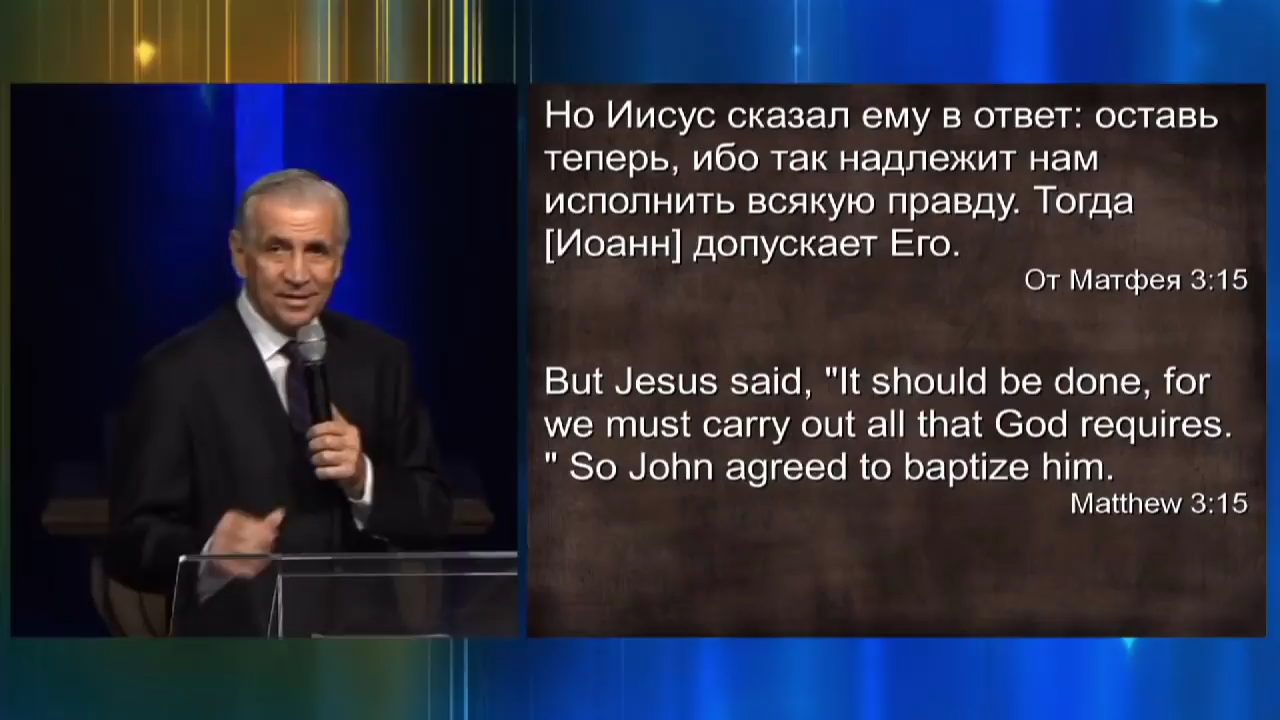 Но Иисус сказал ему в ответ: оставь
теперь, ибо так надлежит нам
исполнить всякую правду. Тогда
[Иоанн] допускает Его.
От Матфея 3:15
But Jesus said, "It should be done, for
we must carry out all that God requires.
" So John agreed to baptize him.
Matthew 3:15